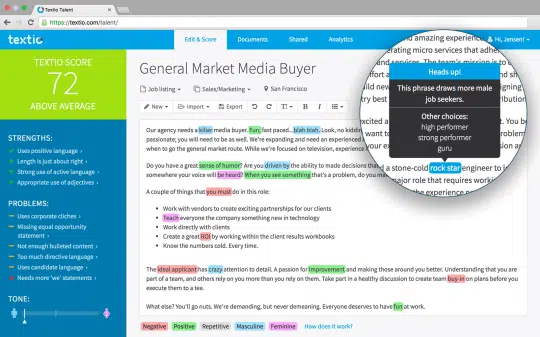 Textio Talent
https://textio.com/talent/
textio
Edit & Score
Documents
Shared
Analytics
Hi, Jensen!
TEXTIO SCORE
72
ABOVE AVERAGE
STRENGTHS:
Uses positive language ›
Length is just about right ›
Strong use of active language ›
Appropriate use of adjectives ›
PROBLEMS:
Uses corporate cliches ›
Missing equal opportunity
statement ›
Not enough bulleted content ›
Too much directive language ›
Uses candidate language ›
Needs more 'we' statements ›
TONE:
General Market Media Buyer
Job listing
Sales/Marketing
San Francisco
New
Import
Export
Save
Our agency needs a killer media buyer. Fun, fast paced...blah blah. Look, no kidding
passionate; you will need to be as well. We're expanding and need an experienced
when to go the general market route. While we're focused on television, experience
Do you have a great sense of humor? Are you driven by the ability to made decisions tha
somewhere your voice will be heard? When you see something that's a problem, do you
A couple of things that you must do in this role:
Work with vendors to create exciting partnerships for our clients
Teach everyone the company something new in technology
Work directly with clients
Create a great ROI by working within the client results workbooks
Know the numbers cold. Every time.
The ideal applicant has crazy attention to detail. A passion for improvement and making those around you better. Understanding that you are
part of a team, and others rely on you more than you rely on them. Take part in a healthy discussion to create team buy-in on plans before you
execute them to a tee.
What else? You'll go nuts. We're demanding, but never demeaning. Everyone deserves to have fun at work.
Negative
Positive
Repetitive
Masculine
Feminine
How does it work?
d amazing experience
erating micro services that adher
and services. The team's mission is to
Heads up!
This phrase draws more male
job seekers.
Other choices:
high performer
strong performer
guru
d a stone-cold rock star engineer to
major role that requires working
the experience